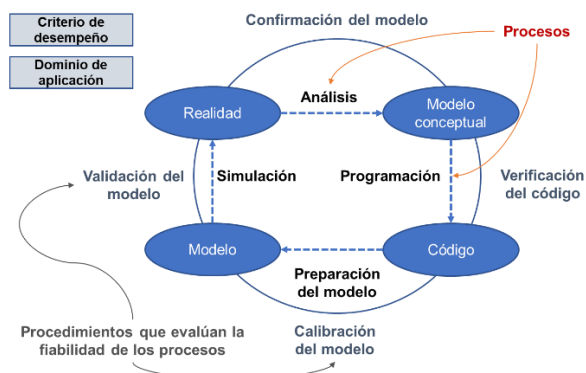 Criterio de
desempeño
Dominio de
aplicación
Confirmación del modelo
Procesos
Análisis
Realidad
Modelo
conceptual
Validación del
modelo
Simulación
Programación
Verificación
del código
Modelo
Código
Preparación
del modelo
Procedimientos que evalúan la
fiabilidad de los procesos
Calibración
del modelo